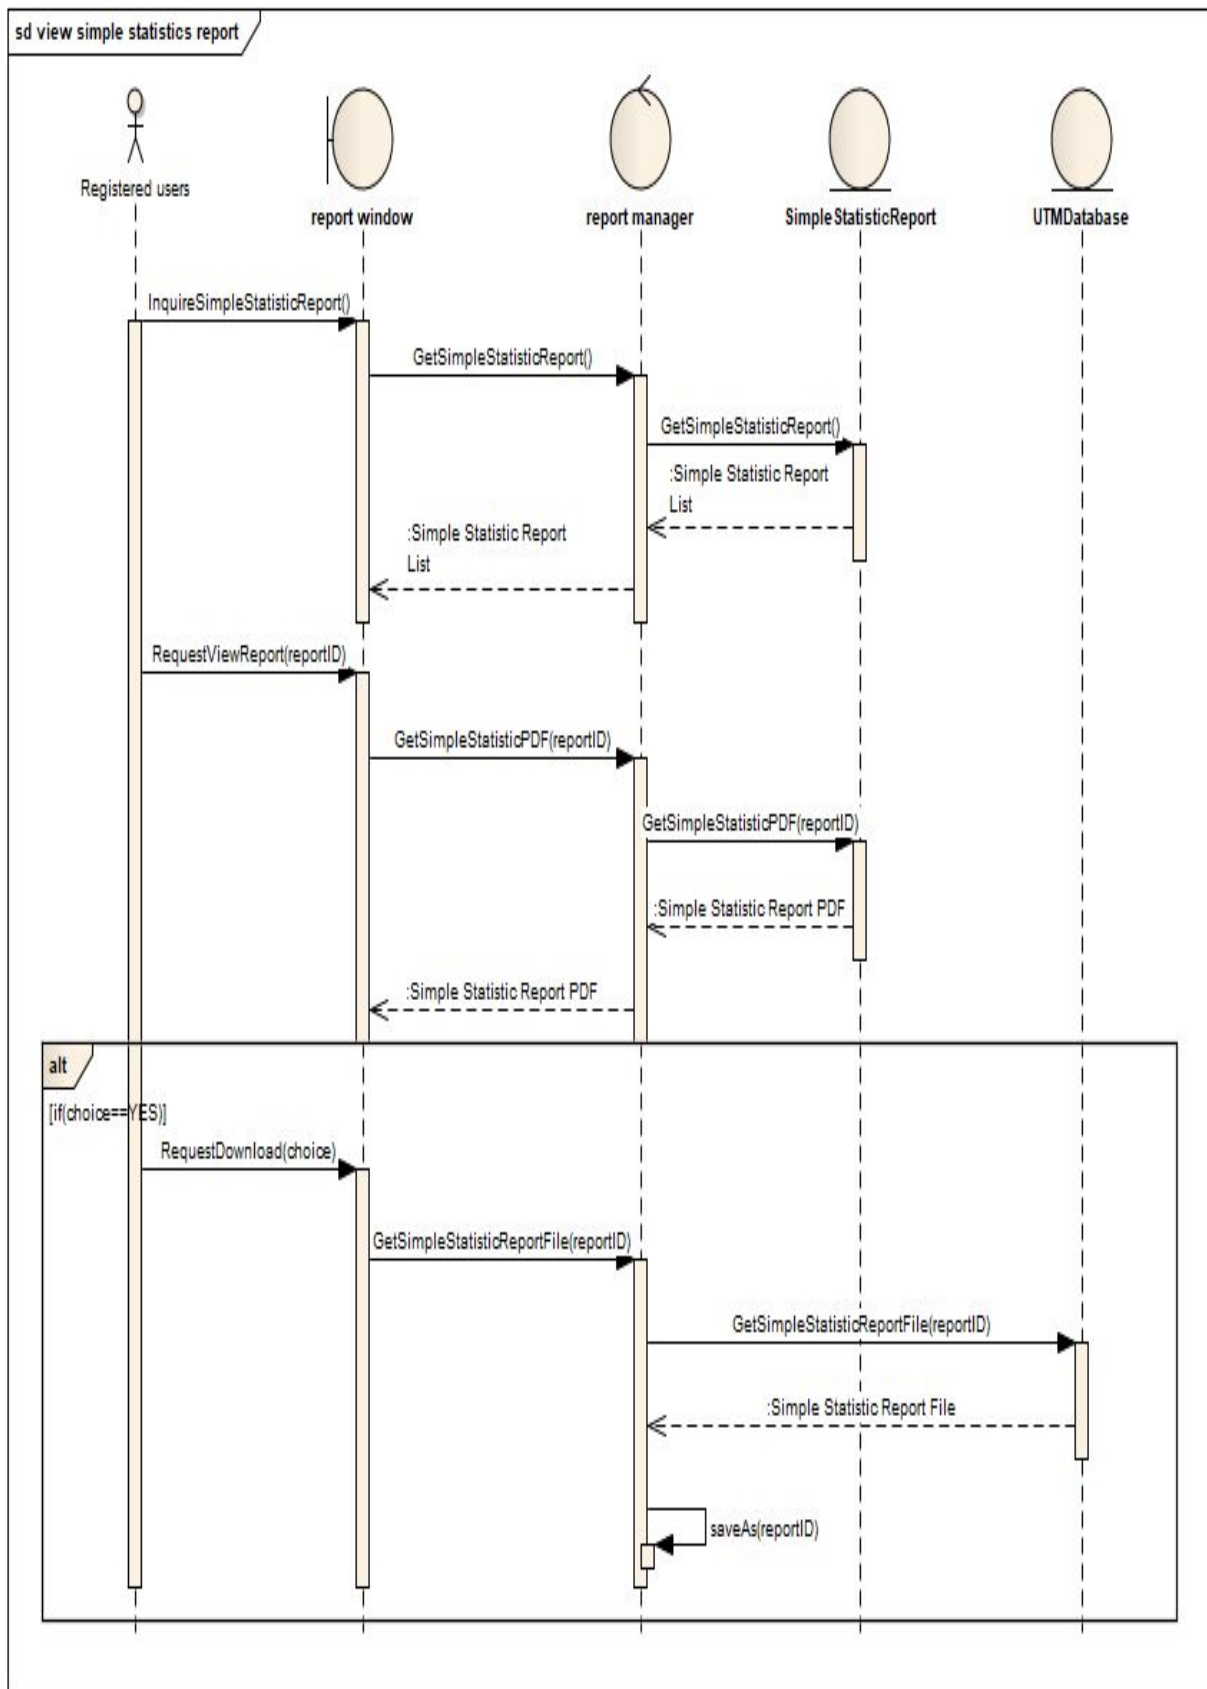 sd view simple statistics report
Registered users
report window
report manager
SimpleStatisticReport
UTMDatabase
InquireSimpleStatisticReport()
GetSimpleStatisticReport()
GetSimpleStatisticReport()
:Simple Statistic Report
List
:Simple Statistic Report
List
RequestViewReport(reportID)
GetSimpleStatisticPDF(reportID)
GetSimpleStatisticPDF(reportID)
:Simple Statistic Report PDF
:Simple Statistic Report PDF
alt
[if(choice==YES)]
RequestDownload(choice)
GetSimpleStatisticReportFile(reportID)
GetSimpleStatisticReportFile(reportID)
:Simple Statistic Report File
saveAs(reportID)